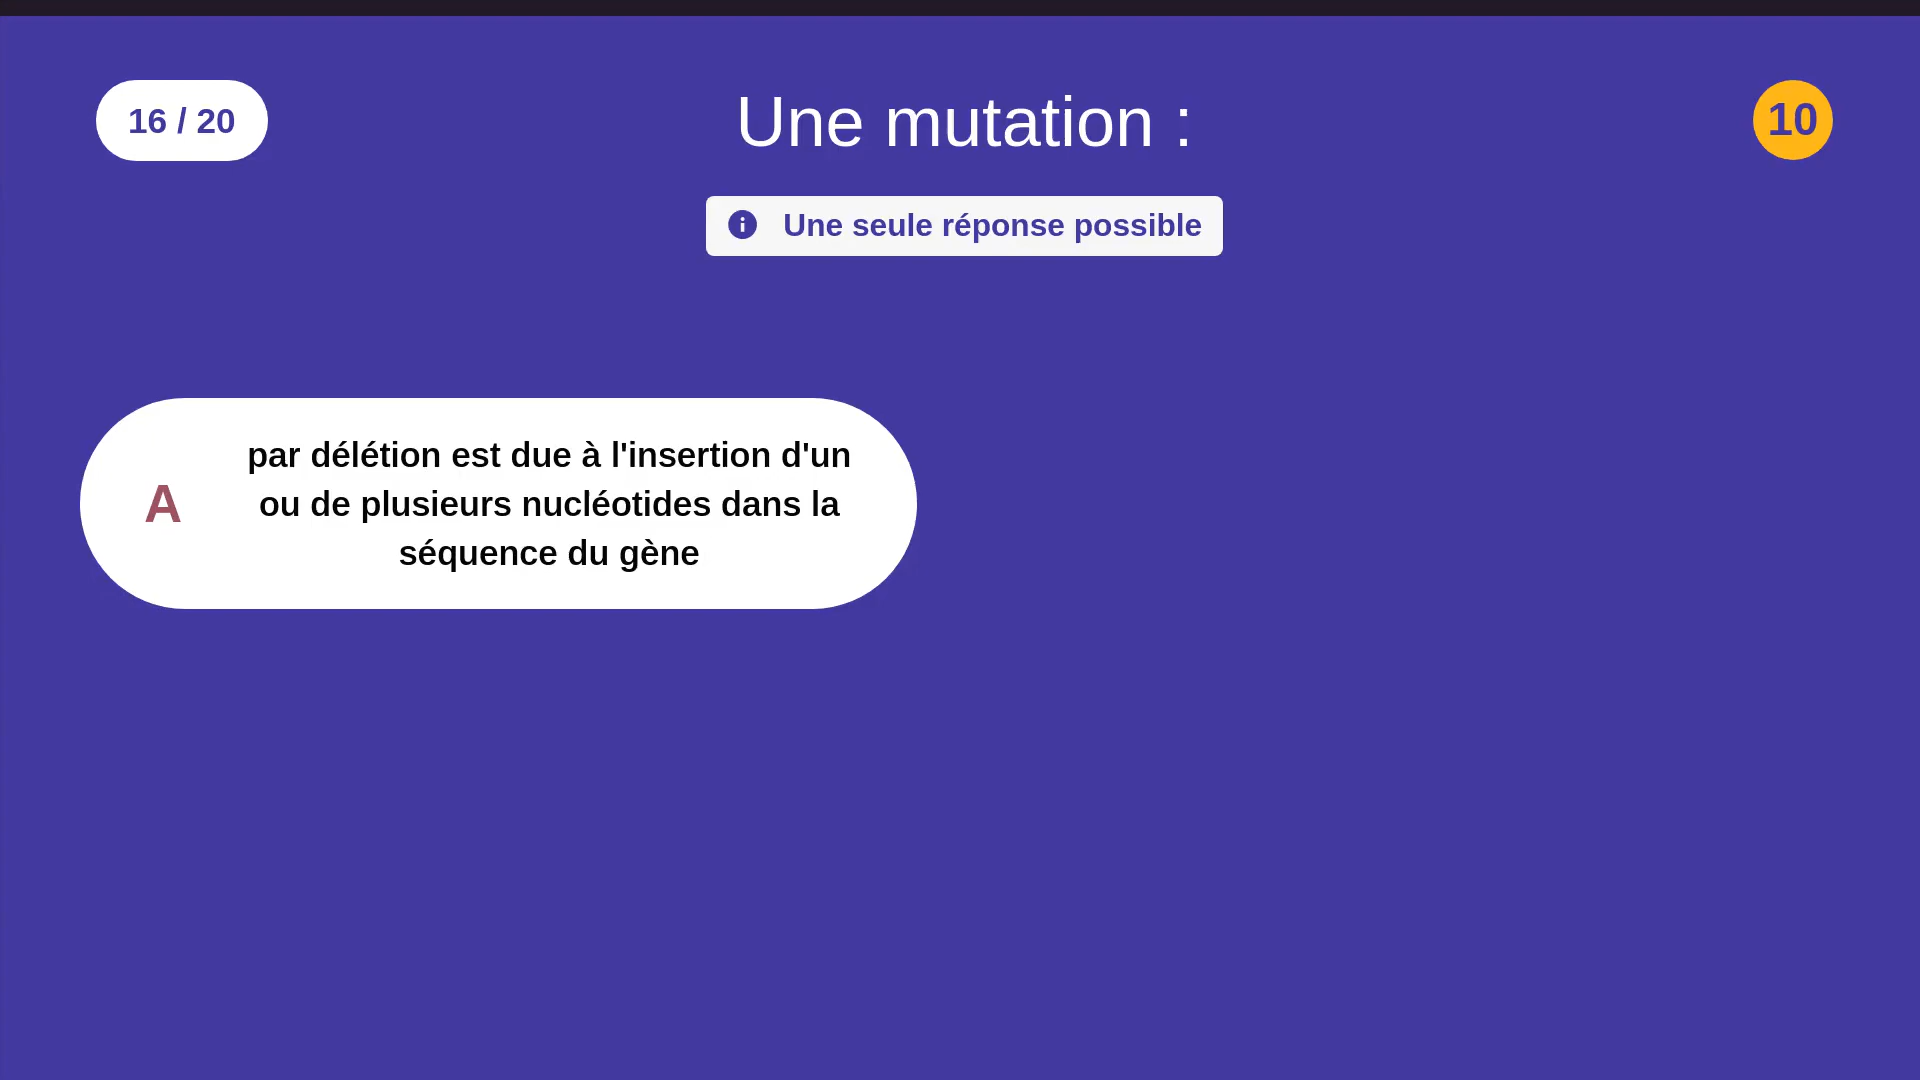 16 / 20
Une mutation :
10
Une seule réponse possible
A
par délétion est due à l'insertion d'un
ou de plusieurs nucléotides dans la
séquence du gène